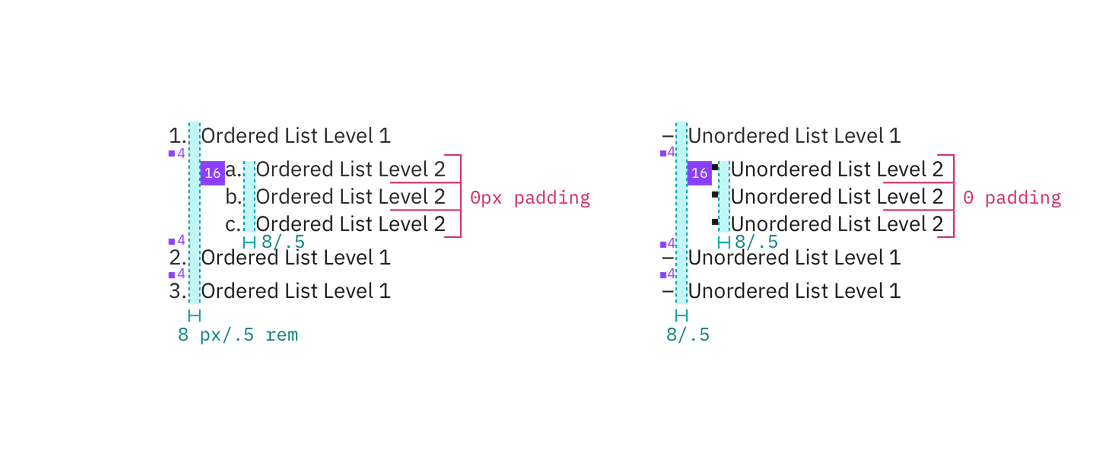 1. Ordered List Level 1
4
16 a. Ordered List Level 2
b. Ordered List Level 2
c. Ordered List Level 2
0px padding
4
8/.5
2. Ordered List Level 1
4
3. Ordered List Level 1
8 px/.5 rem
– Unordered List Level 1
4
16 ▪ Unordered List Level 2
▪ Unordered List Level 2
▪ Unordered List Level 2
0 padding
4
8/.5
– Unordered List Level 1
4
– Unordered List Level 1
8/.5